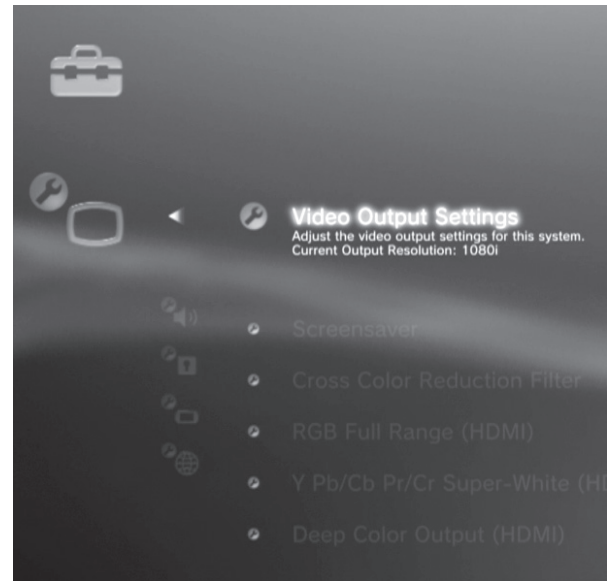 Video Output Settings
Adjust the video output settings for this system.
Current Output Resolution: 1080i
Screensaver
Cross Color Reduction Filter
RGB Full Range (HDMI)
Y Pb/Cb Pr/Cr Super-White (HD
Deep Color Output (HDMI)